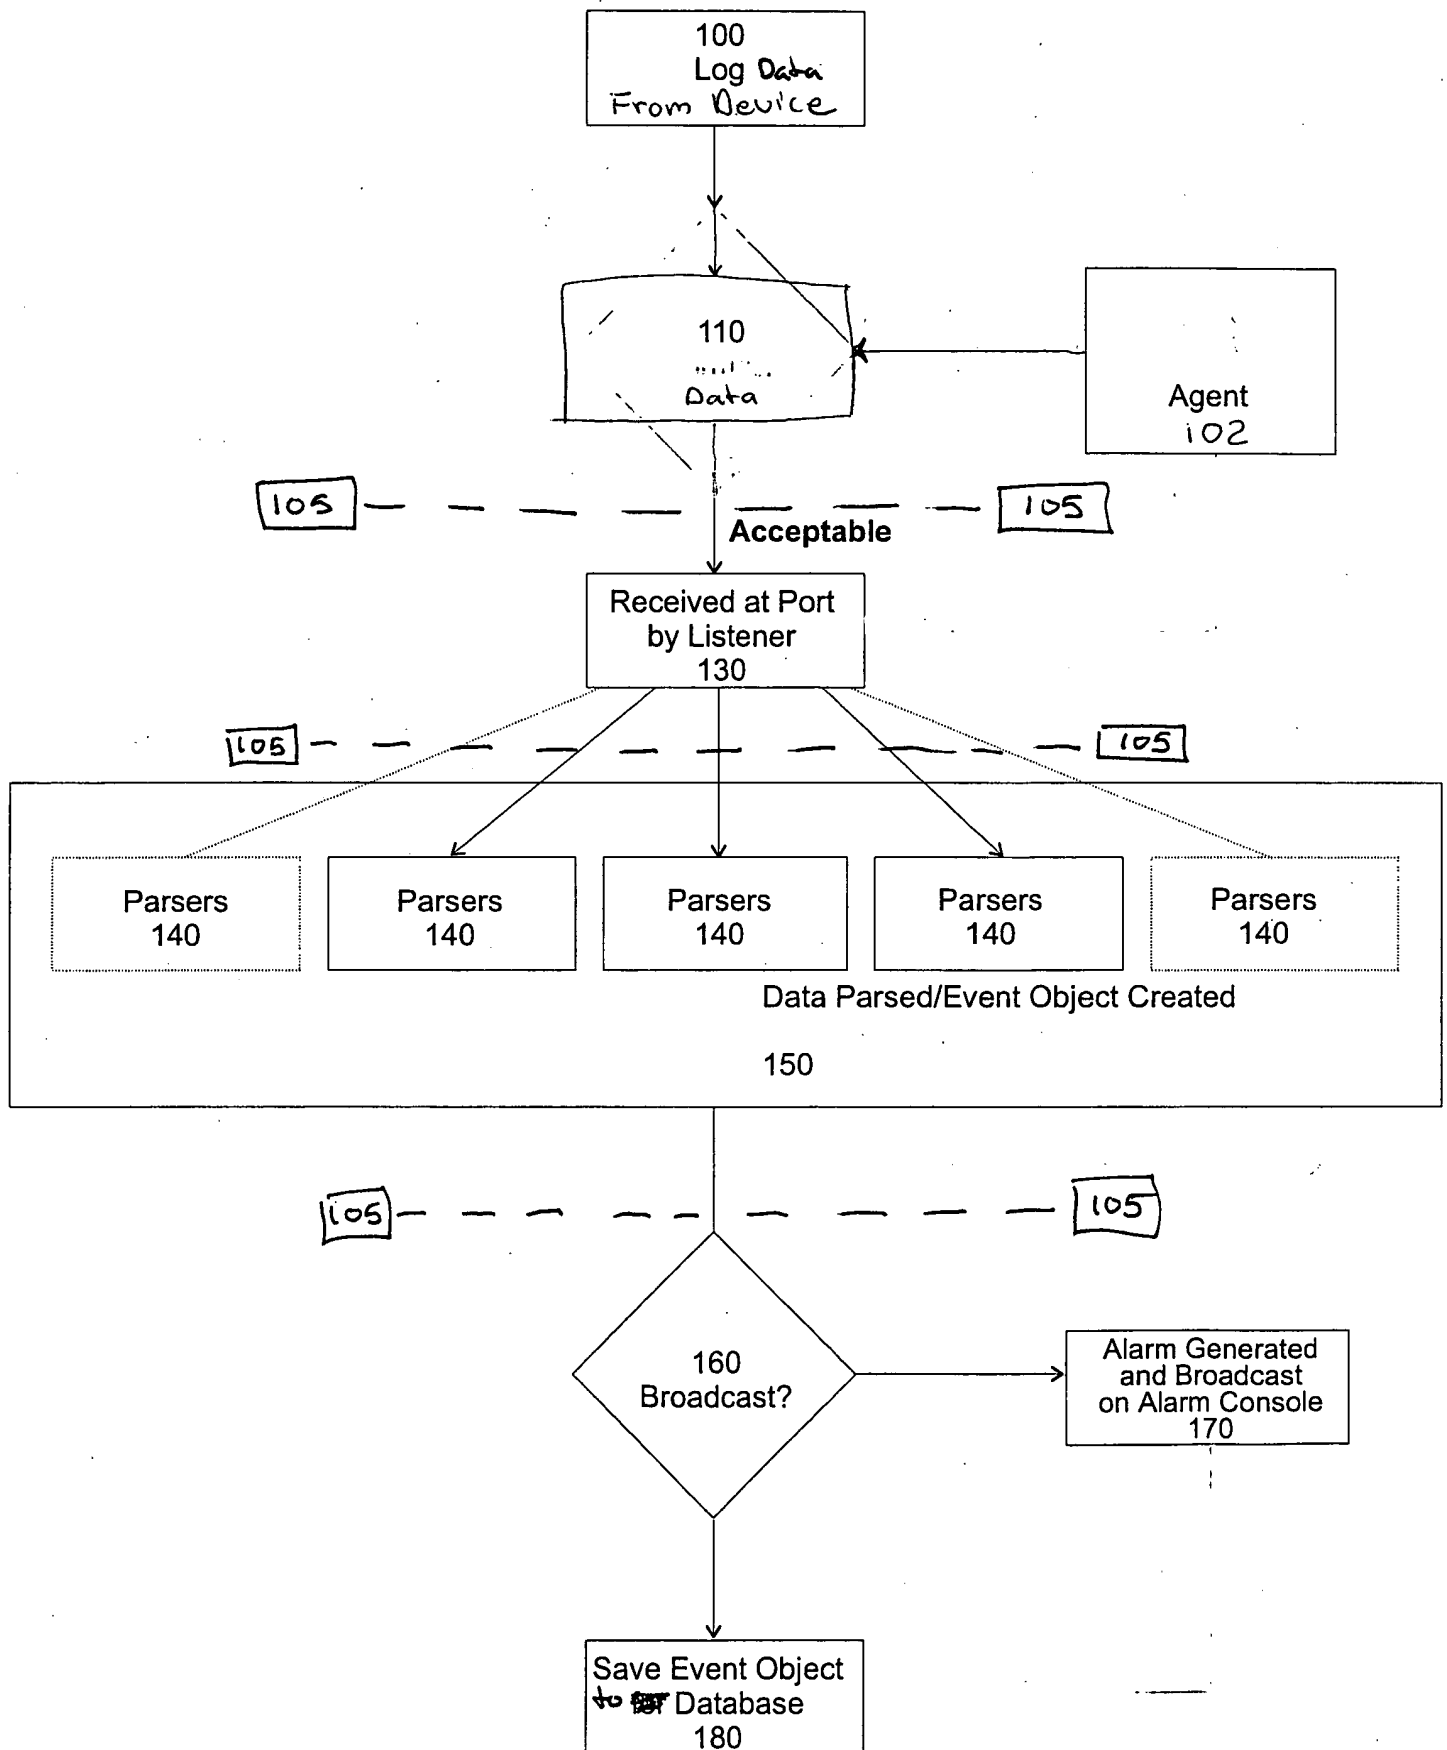 100
Log Data
From Device
110
Data
Agent
102
105
105
Acceptable
Received at Port
by Listener
130
105
105
Parsers
140
Parsers
140
Parsers
140
Parsers
140
Parsers
140
Data Parsed/Event Object Created
150
105
105
160
Broadcast?
Alarm Generated
and Broadcast
on Alarm Console
170
Save Event Object
to Database
180